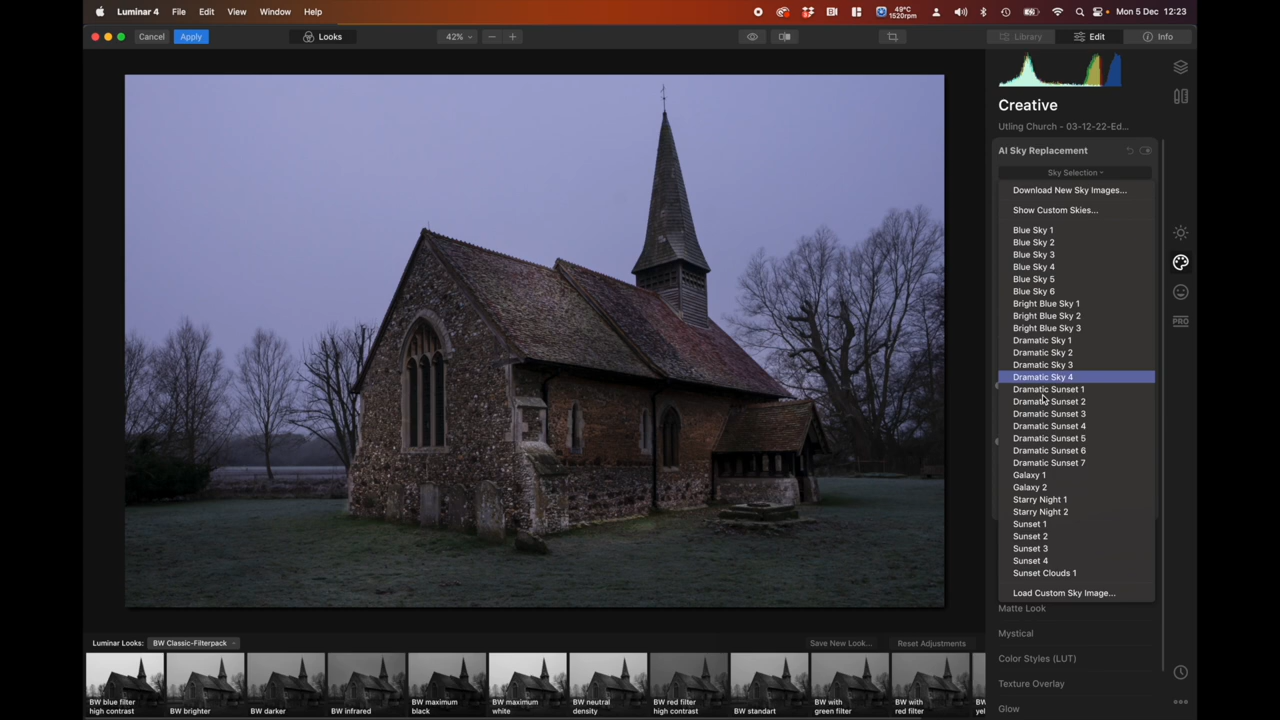 Luminar 4 File Edit View Window Help
49°C
1520rpm
Mon 5 Dec 12:23
Cancel Apply Looks 42% Library Edit Info
Creative
Utling Church - 03-12-22-Ed...
AI Sky Replacement
Sky Selection
Download New Sky Images...
Show Custom Skies...
Blue Sky 1
Blue Sky 2
Blue Sky 3
Blue Sky 4
Blue Sky 5
Blue Sky 6
Bright Blue Sky 1
Bright Blue Sky 2
Bright Blue Sky 3
Dramatic Sky 1
Dramatic Sky 2
Dramatic Sky 3
Dramatic Sky 4
Dramatic Sunset 1
Dramatic Sunset 2
Dramatic Sunset 3
Dramatic Sunset 4
Dramatic Sunset 5
Dramatic Sunset 6
Dramatic Sunset 7
Galaxy 1
Galaxy 2
Starry Night 1
Starry Night 2
Sunset 1
Sunset 2
Sunset 3
Sunset 4
Sunset Clouds 1
Load Custom Sky Image...
Matte Look
Mystical
Color Styles (LUT)
Texture Overlay
Glow
PRO
Luminar Looks: BW Classic-Filterpack
Save New Look... Reset Adjustments
BW blue filter
high contrast
BW brighter
BW darker
BW infrared
BW maximum
black
BW maximum
white
BW neutral
density
BW red filter
high contrast
BW standart
BW with
green filter
BW with
red filter